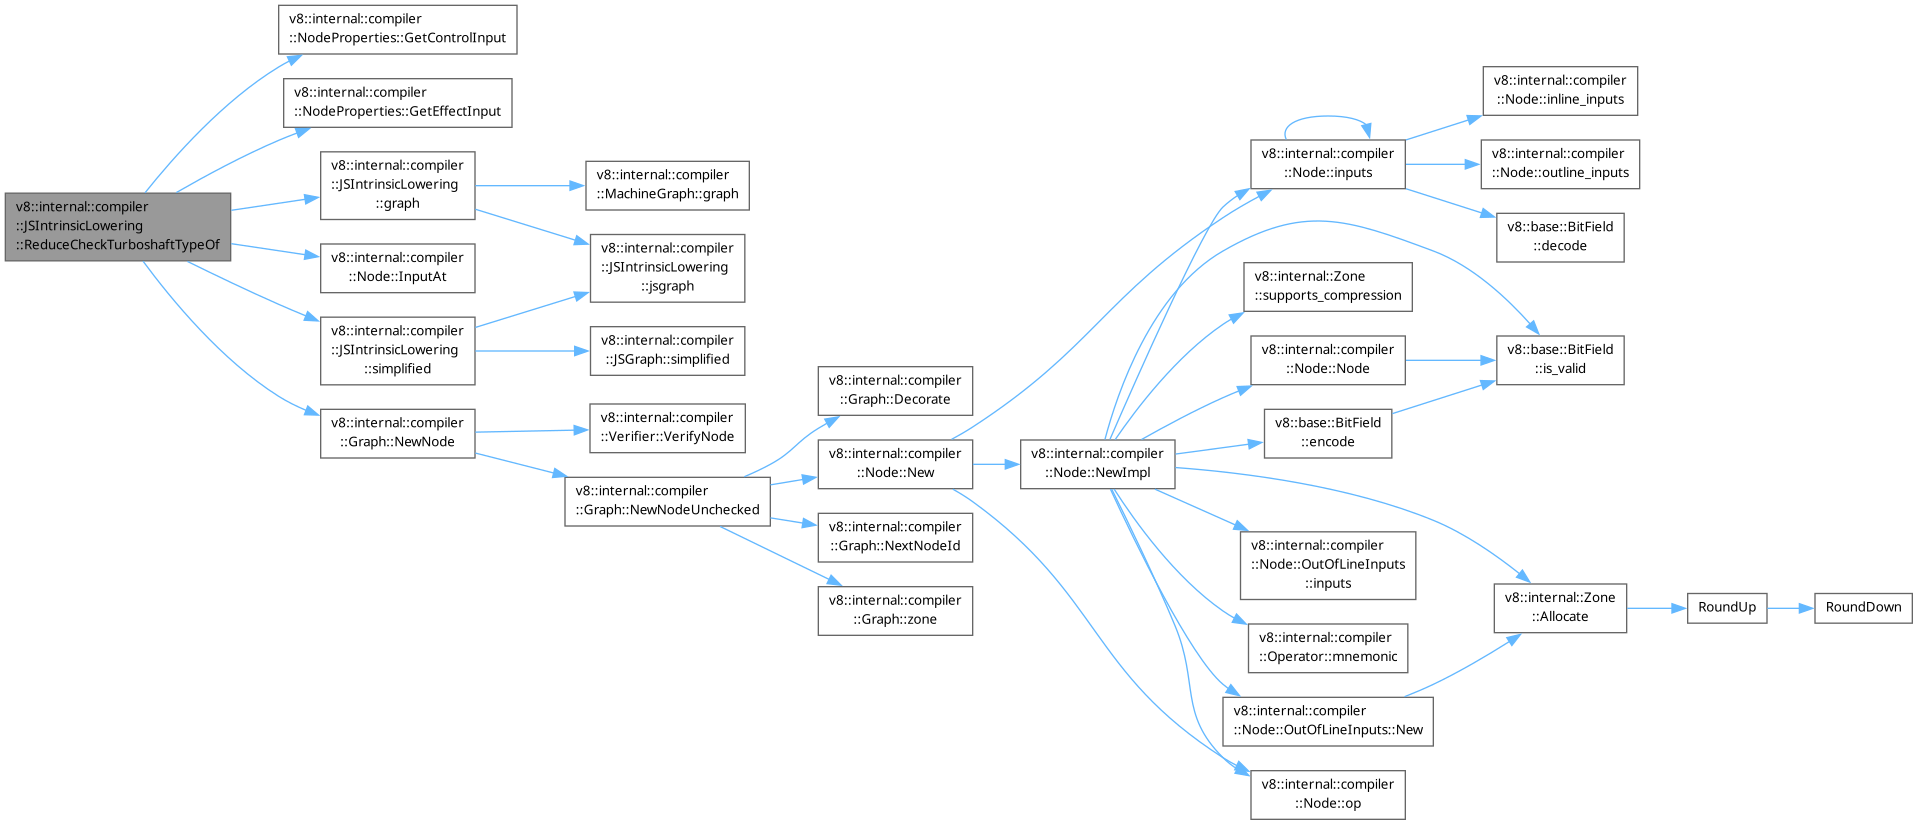 v8::internal::compiler
::JSIntrinsicLowering
::ReduceCheckTurboshaftTypeOf
v8::internal::compiler
::NodeProperties::GetControlInput
v8::internal::compiler
::NodeProperties::GetEffectInput
v8::internal::compiler
::JSIntrinsicLowering
::graph
v8::internal::compiler
::Node::InputAt
v8::internal::compiler
::JSIntrinsicLowering
::simplified
v8::internal::compiler
::Graph::NewNode
v8::internal::compiler
::MachineGraph::graph
v8::internal::compiler
::JSIntrinsicLowering
::jsgraph
v8::internal::compiler
::JSGraph::simplified
v8::internal::compiler
::Verifier::VerifyNode
v8::internal::compiler
::Graph::NewNodeUnchecked
v8::internal::compiler
::Graph::Decorate
v8::internal::compiler
::Node::New
v8::internal::compiler
::Graph::NextNodeId
v8::internal::compiler
::Graph::zone
v8::internal::compiler
::Node::NewImpl
v8::internal::compiler
::Node::inputs
v8::internal::Zone
::supports_compression
v8::internal::compiler
::Node::Node
v8::base::BitField
::encode
v8::internal::compiler
::Node::OutOfLineInputs
::inputs
v8::internal::compiler
::Operator::mnemonic
v8::internal::compiler
::Node::OutOfLineInputs::New
v8::internal::compiler
::Node::op
v8::internal::compiler
::Node::inline_inputs
v8::internal::compiler
::Node::outline_inputs
v8::base::BitField
::decode
v8::base::BitField
::is_valid
v8::internal::Zone
::Allocate
RoundUp
RoundDown